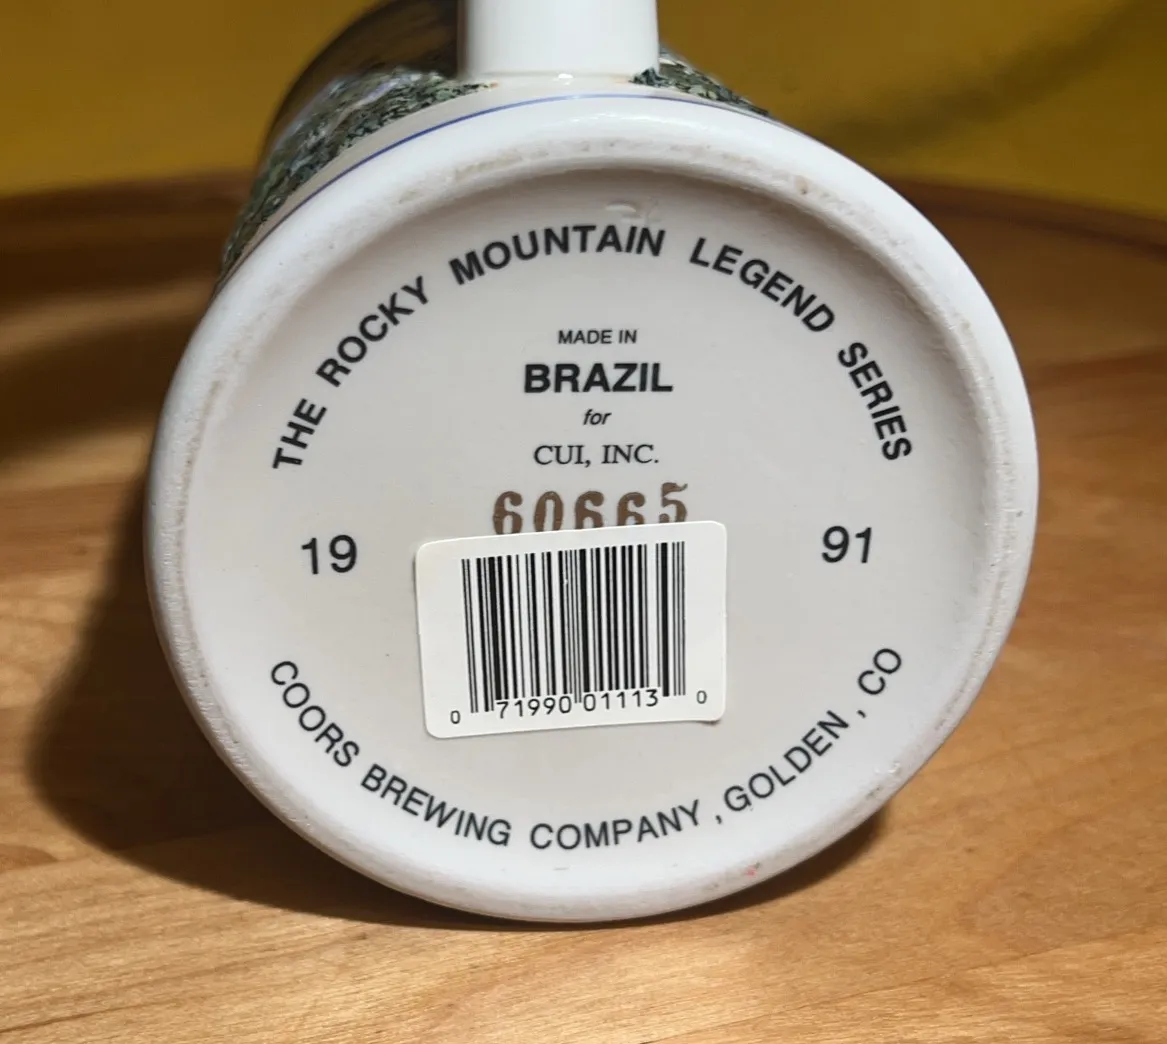 THE ROCKY MOUNTAIN LEGEND SERIES
MADE IN
BRAZIL
for
CUI, INC.
60665
19 91
0 71990 01113 0
COORS BREWING COMPANY , GOLDEN , CO